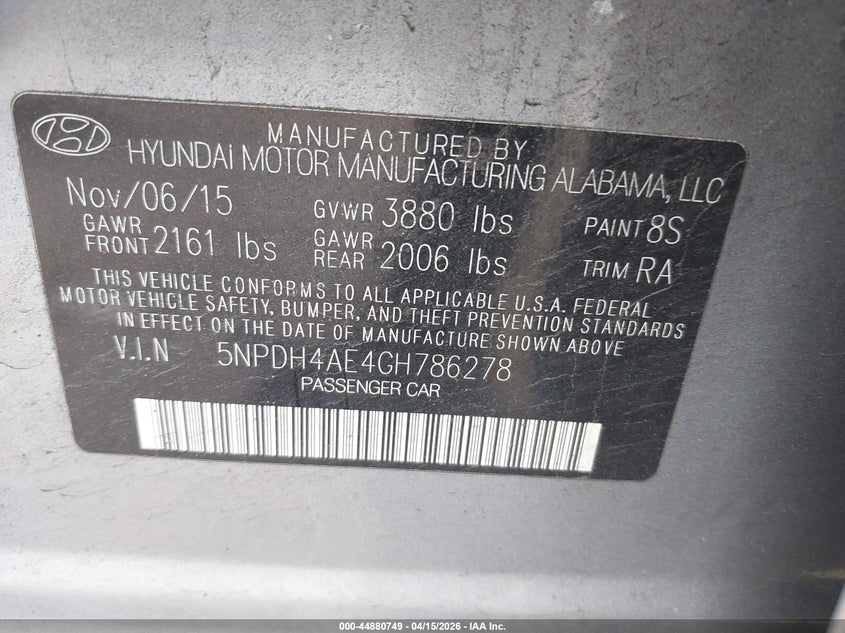 MANUFACTURED BY
HYUNDAI MOTOR MANUFACTURING ALABAMA, LLC
Nov/06/15 GVWR 3880 lbs PAINT 8S
GAWR FRONT 2161 lbs GAWR REAR 2006 lbs TRIM RA
THIS VEHICLE CONFORMS TO ALL APPLICABLE U.S.A. FEDERAL
MOTOR VEHICLE SAFETY, BUMPER, AND THEFT PREVENTION STANDARDS
IN EFFECT ON THE DATE OF MANUFACTURE SHOWN ABOVE
V.I.N 5NPDH4AE4GH786278
PASSENGER CAR
000-44880749 - 04/15/2026 - IAA Inc.